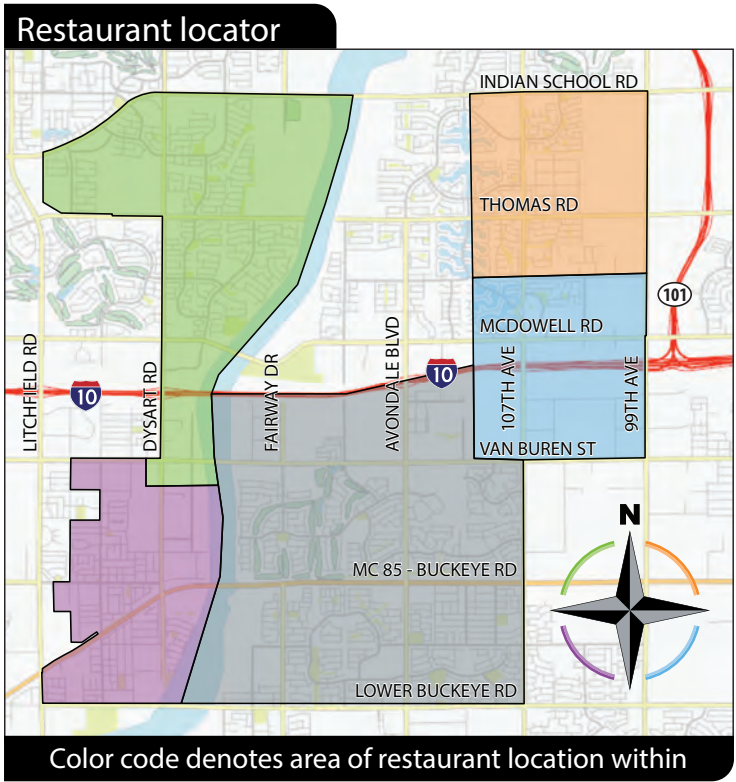 Restaurant locator
INDIAN SCHOOL RD
THOMAS RD
101
MCDOWELL RD
LITCHFIELD RD
10
DYSART RD
FAIRWAY DR
AVONDALE BLVD
10
107TH AVE
99TH AVE
VAN BUREN ST
N
MC 85 - BUCKEYE RD
LOWER BUCKEYE RD
Color code denotes area of restaurant location within